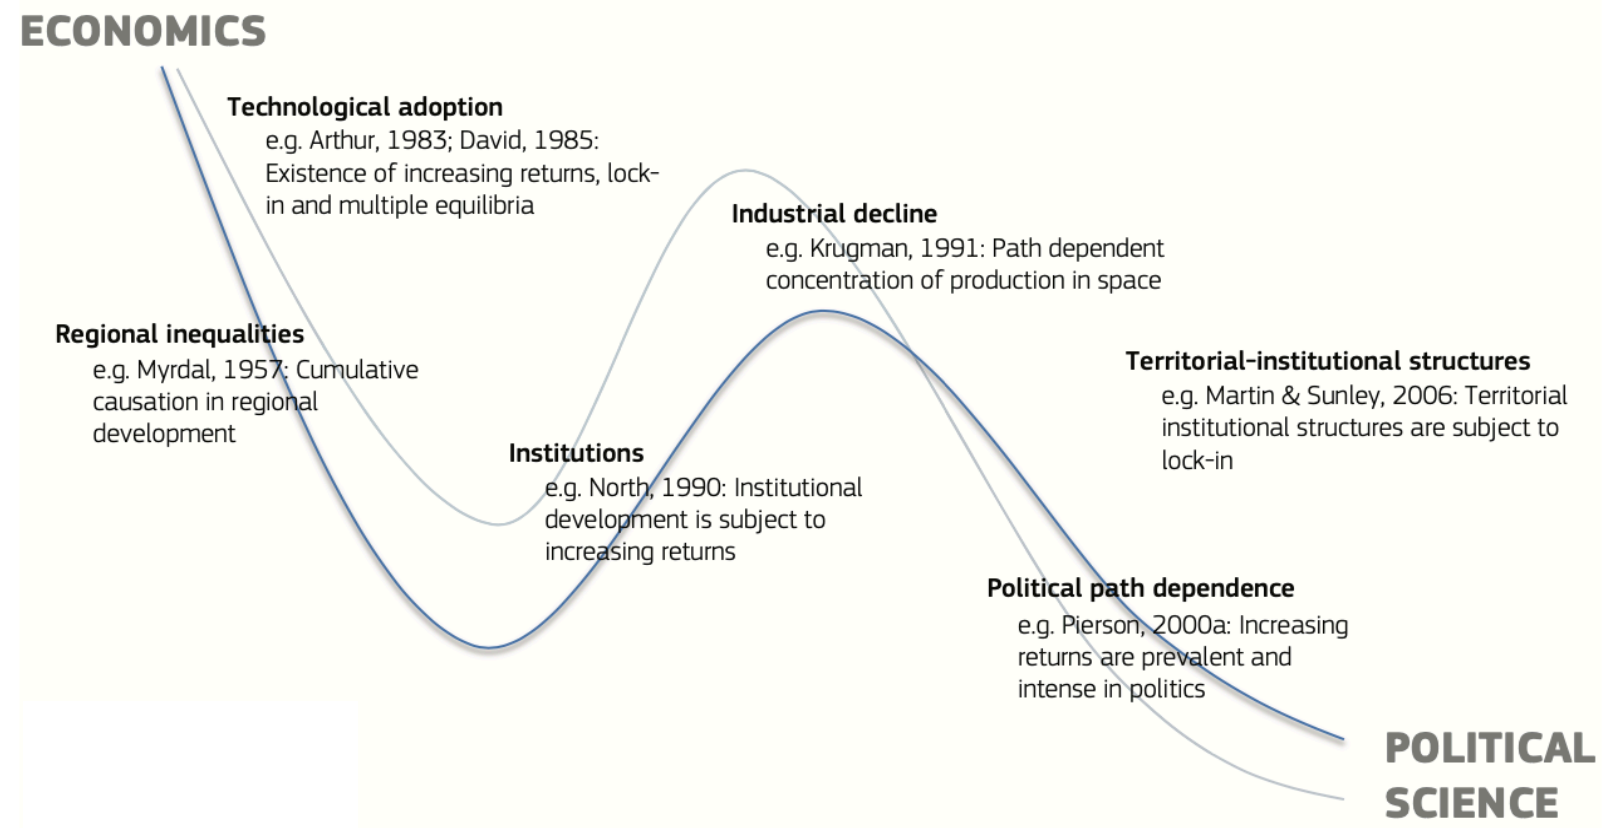 ECONOMICS
Technological adoption
e.g. Arthur, 1983; David, 1985:
Existence of increasing returns, lock-
in and multiple equilibria
Industrial decline
e.g. Krugman, 1991: Path dependent
concentration of production in space
Regional inequalities
e.g. Myrdal, 1957: Cumulative
causation in regional
development
Territorial-institutional structures
e.g. Martin & Sunley, 2006: Territorial
institutional structures are subject to
lock-in
Institutions
e.g. North, 1990: Institutional
development is subject to
increasing returns
Political path dependence
e.g. Pierson, 2000a: Increasing
returns are prevalent and
intense in politics
POLITICAL
SCIENCE